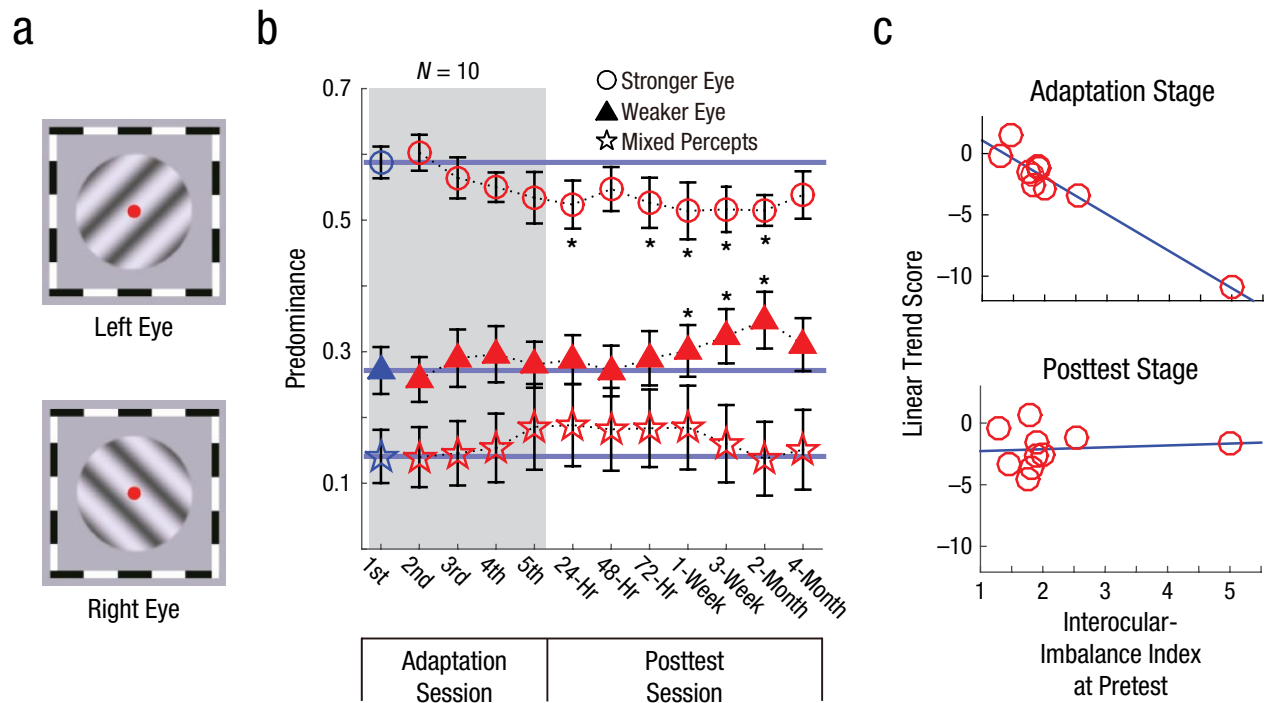 a
Left Eye
Right Eye
b
N = 10
Stronger Eye
Weaker Eye
Mixed Percepts
Predominance
0.7
0.5
0.3
0.1
*
*
*
*
*
*
*
*
1st
2nd
3rd
4th
5th
24-Hr
48-Hr
72-Hr
1-Week
3-Week
2-Month
4-Month
Adaptation
Session
Posttest
Session
c
Linear Trend Score
Adaptation Stage
0
−5
−10
Posttest Stage
0
−5
−10
1
2
3
4
5
Interocular-
Imbalance Index
at Pretest